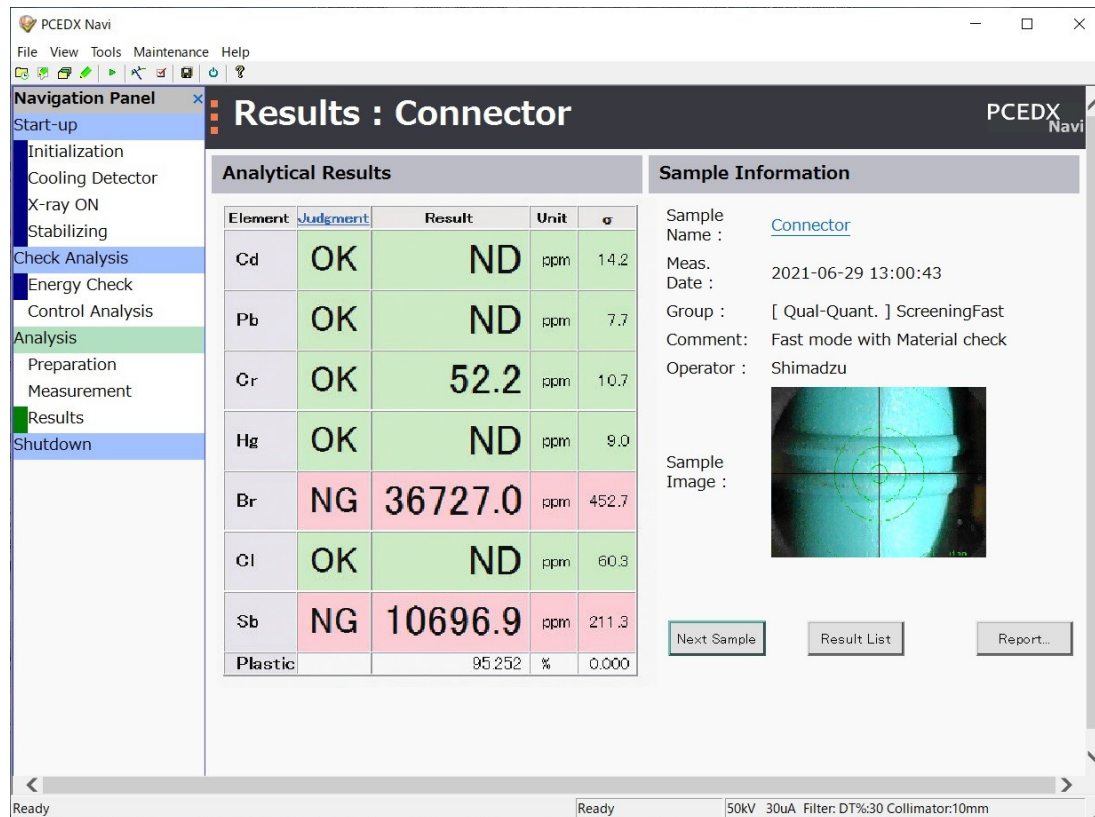 PCEDX Navi
File View Tools Maintenance Help
Navigation Panel ×
Start-up
Initialization
Cooling Detector
X-ray ON
Stabilizing
Check Analysis
Energy Check
Control Analysis
Analysis
Preparation
Measurement
Results
Shutdown
Results : Connector
PCEDX
Navi
Analytical Results
Element Judgment Result Unit σ
Cd OK ND ppm 14.2
Pb OK ND ppm 7.7
Cr OK 52.2 ppm 10.7
Hg OK ND ppm 9.0
Br NG 36727.0 ppm 452.7
Cl OK ND ppm 60.3
Sb NG 10696.9 ppm 211.3
Plastic 95.252 % 0.000
Sample Information
Sample
Name :
Connector
Meas.
Date :
2021-06-29 13:00:43
Group : [ Qual-Quant. ] ScreeningFast
Comment: Fast mode with Material check
Operator : Shimadzu
Sample
Image :
Next Sample Result List Report...
Ready Ready 50kV 30uA Filter: DT%:30 Collimator:10mm